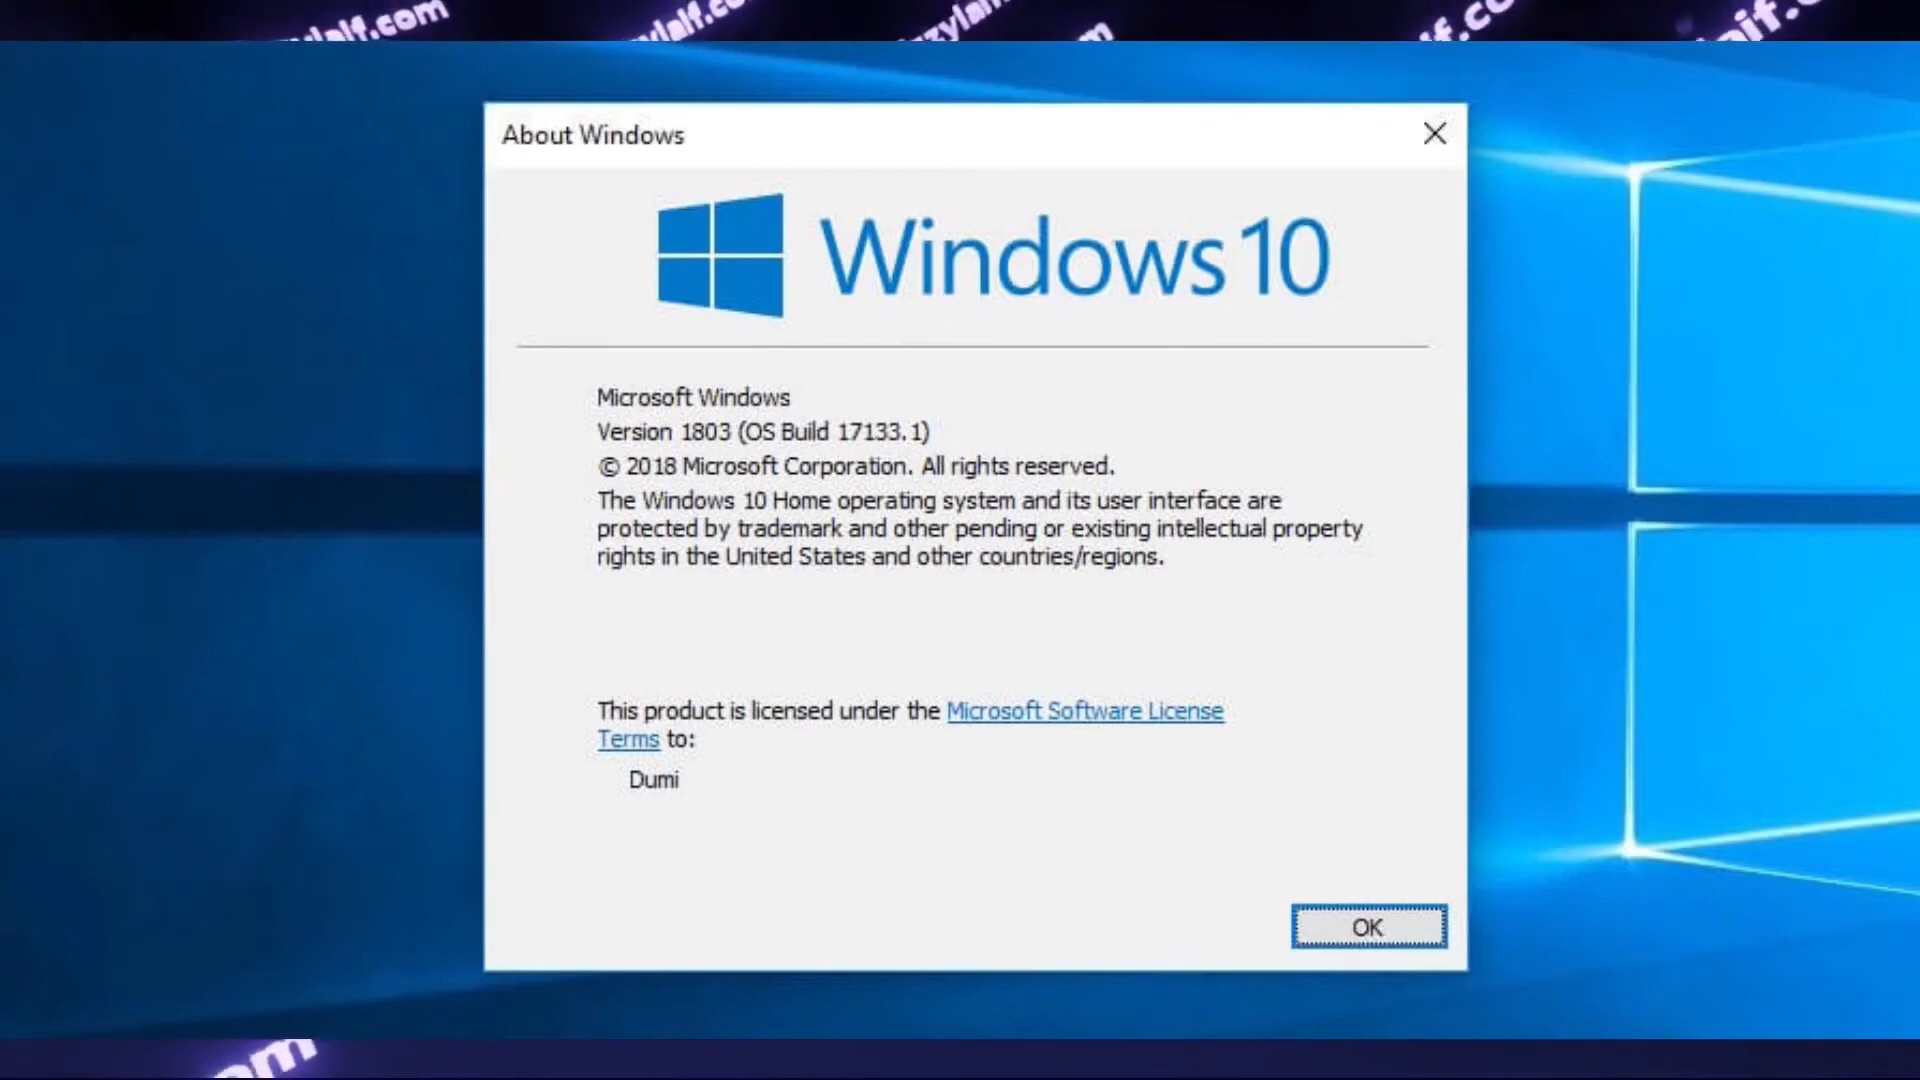 About Windows
Windows 10
Microsoft Windows
Version 1803 (OS Build 17133.1)
© 2018 Microsoft Corporation. All rights reserved.
The Windows 10 Home operating system and its user interface are
protected by trademark and other pending or existing intellectual property
rights in the United States and other countries/regions.
This product is licensed under the Microsoft Software License
Terms to:
Dumi
OK